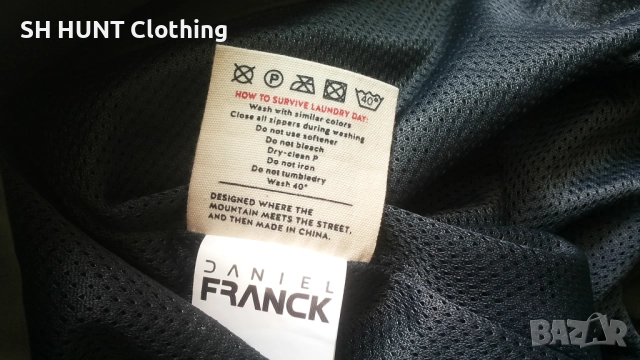 SH HUNT Clothing
P
40°
HOW TO SURVIVE LAUNDRY DAY:
Wash with similar colors
Close all zippers during washing
Do not use softener
Do not bleach
Dry-clean P
Do not iron
Do not tumbledry
Wash 40°
DESIGNED WHERE THE
MOUNTAIN MEETS THE STREET,
AND THEN MADE IN CHINA.
DANIEL
FRANCK
BAZAR